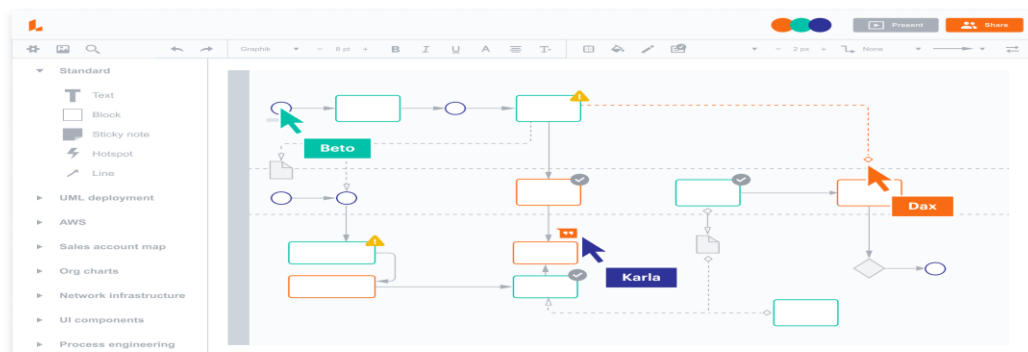 Present
Share
Graphik
8 pt
B I U A T
2 px
None
Standard
Text
Block
Sticky note
Hotspot
Line
UML deployment
AWS
Sales account map
Org charts
Network infrastructure
UI components
Process engineering
Beto
Dax
Karla